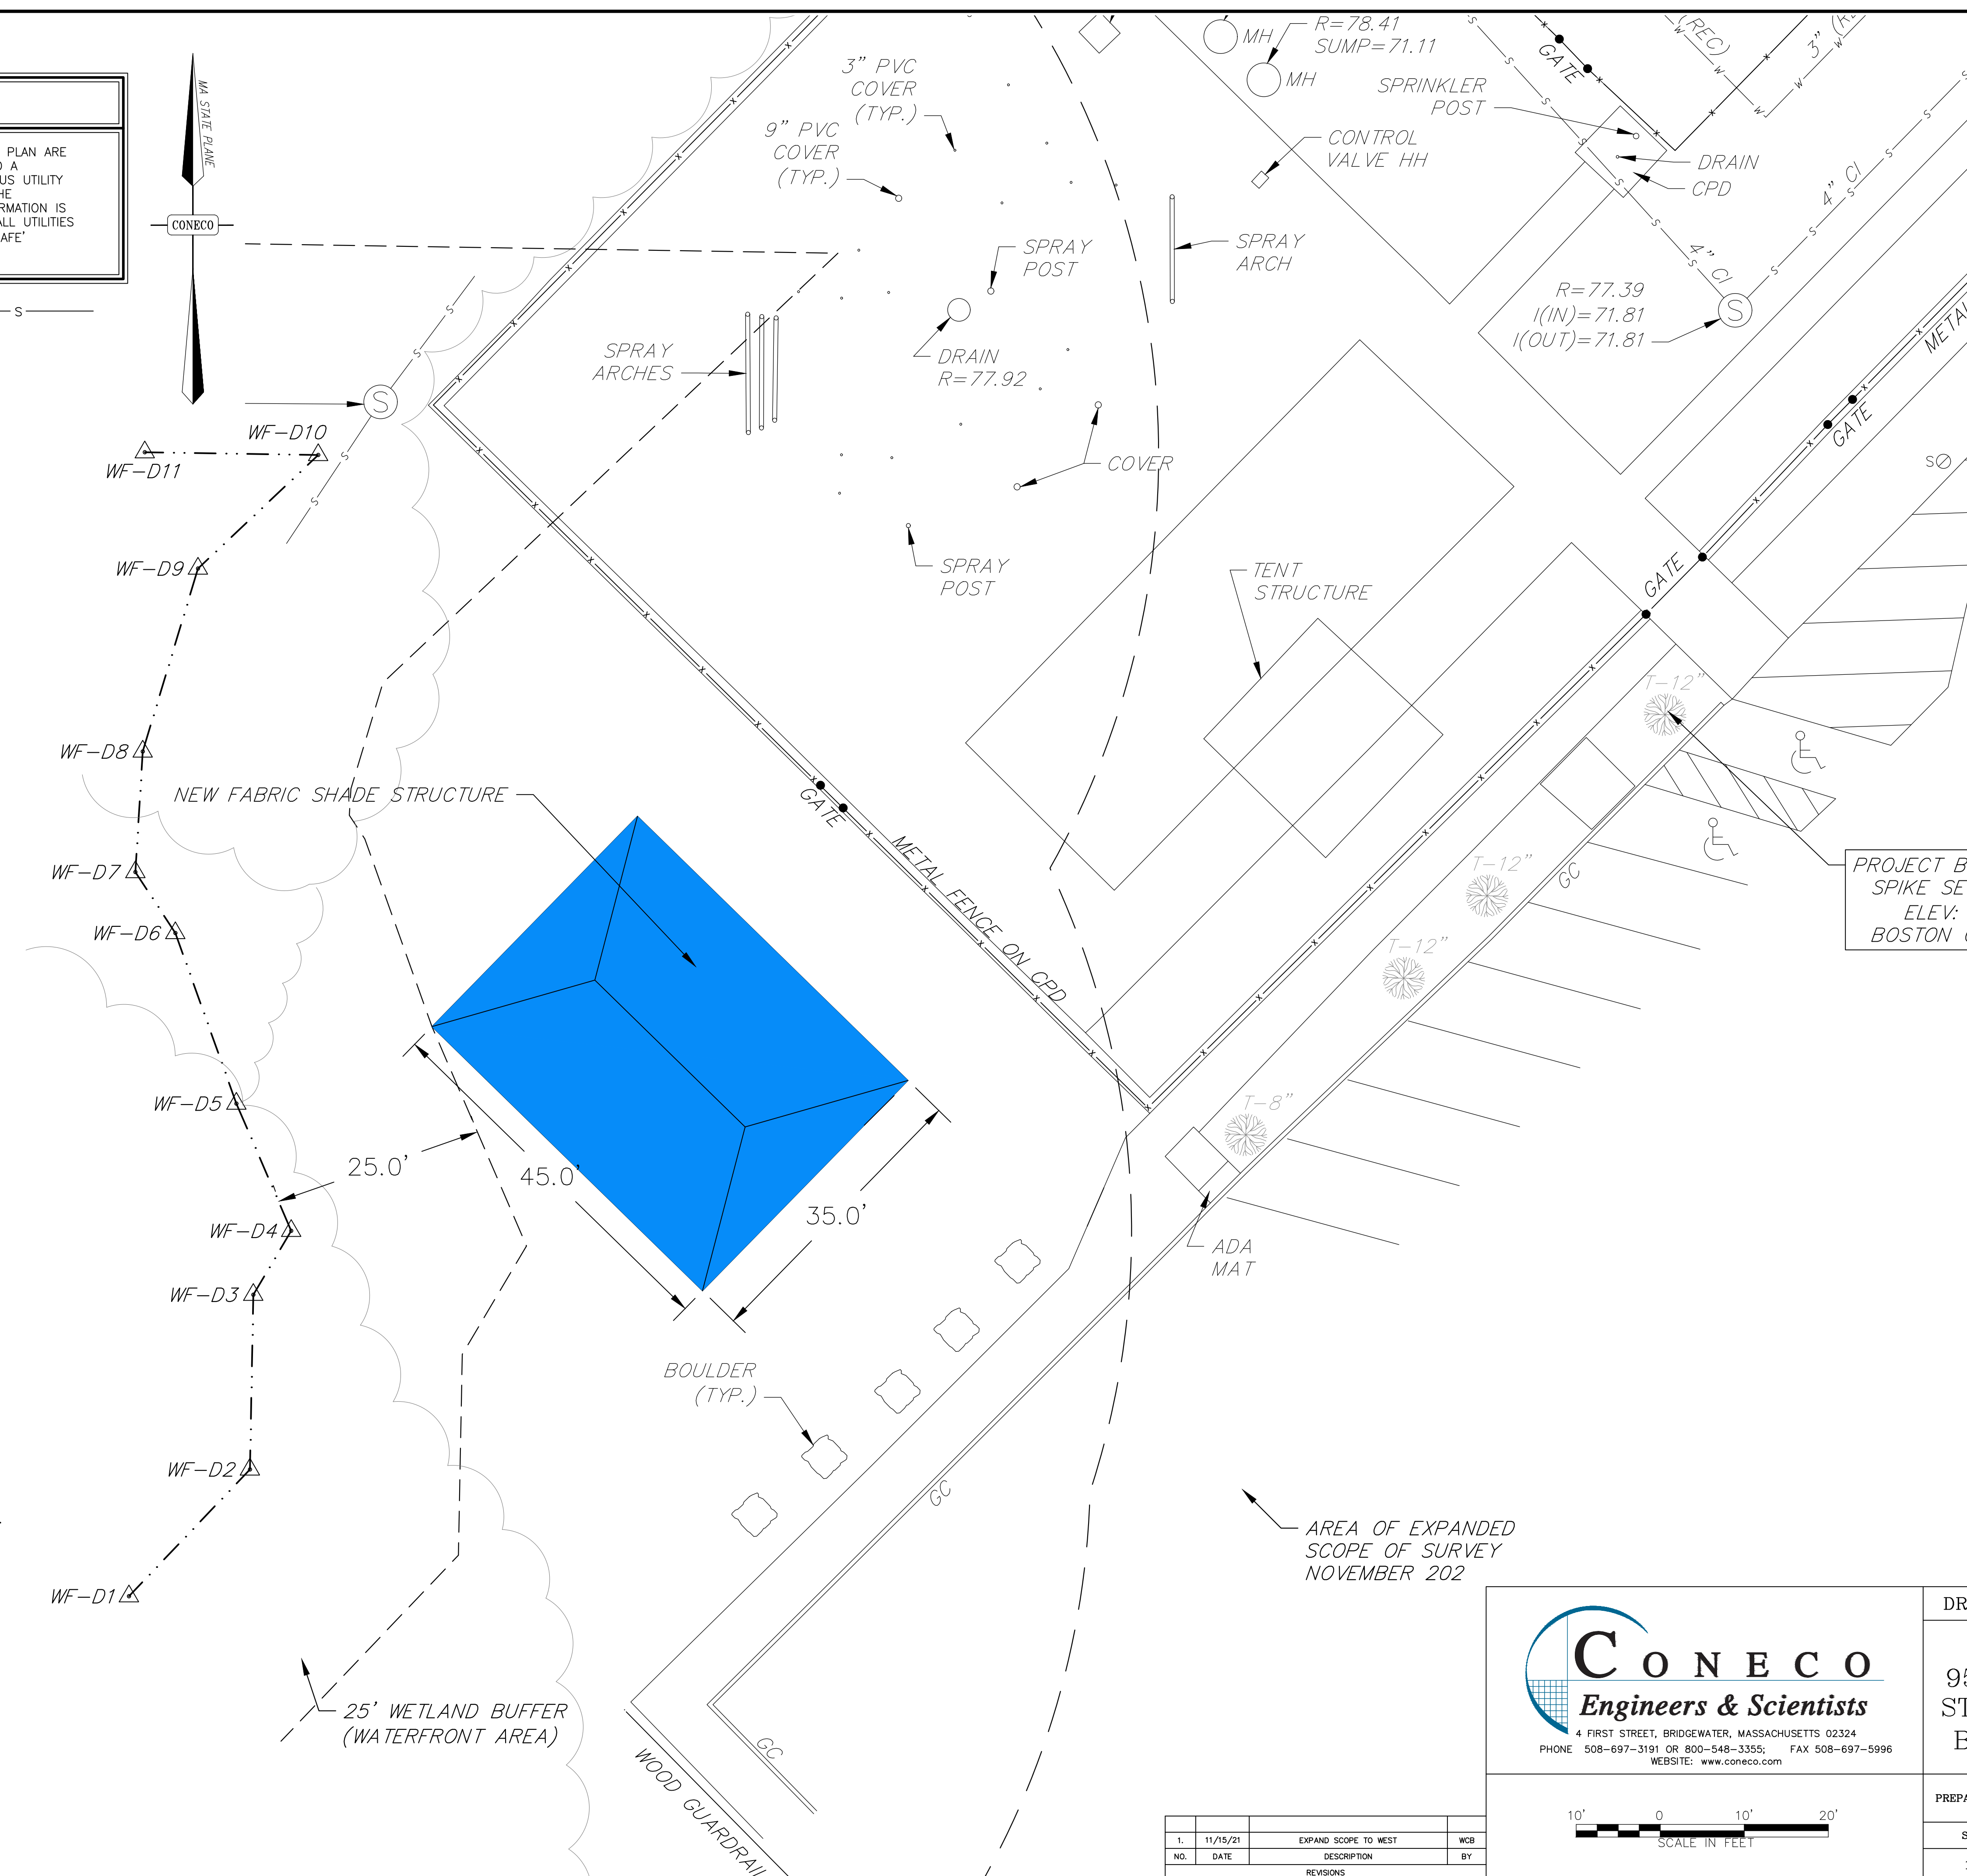 PLAN ARE
A
US UTILITY
HE
RMATION IS
ALL UTILITIES
AFE'
S
MA STATE PLANE
CONECO
3" PVC
COVER
(TYP.)
9" PVC
COVER
(TYP.)
MH
R=78.41
SUMP=71.11
MH
GATE
(REC)
W
W
W
W
W
3"
SPRINKLER
POST
CONTROL
VALVE HH
DRAIN
CPD
4" CI
4" CI
SPRAY
POST
SPRAY
ARCH
R=77.39
I(IN)=71.81
I(OUT)=71.81
S
METAL
SPRAY
ARCHES
DRAIN
R=77.92
S
GATE
WF-D10
WF-D11
COVER
S
WF-D9
SPRAY
POST
TENT
STRUCTURE
GATE
T-12"
WF-D8
NEW FABRIC SHADE STRUCTURE
GATE
METAL FENCE ON CPD
WF-D7
T-12"
GC
PROJECT B
SPIKE SE
ELEV:
BOSTON
WF-D6
T-12"
WF-D5
T-8"
25.0'
45.0'
35.0'
WF-D4
ADA
MAT
WF-D3
BOULDER
(TYP.)
WF-D2
GC
AREA OF EXPANDED
SCOPE OF SURVEY
NOVEMBER 202
WF-D1
25' WETLAND BUFFER
(WATERFRONT AREA)
GC
WOOD GUARDRAIL
CONECO
Engineers & Scientists
4 FIRST STREET, BRIDGEWATER, MASSACHUSETTS 02324
PHONE 508-697-3191 OR 800-548-3355; FAX 508-697-5996
WEBSITE: www.coneco.com
DR
95
ST
B
PREPA
S
10' 0 10' 20'
SCALE IN FEET
1. 11/15/21 EXPAND SCOPE TO WEST WCB
NO. DATE DESCRIPTION BY
REVISIONS